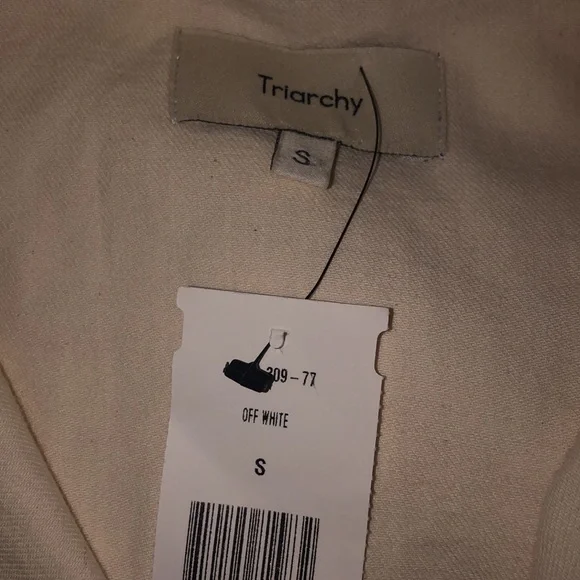 Triarchy
S
209-77
OFF WHITE
S